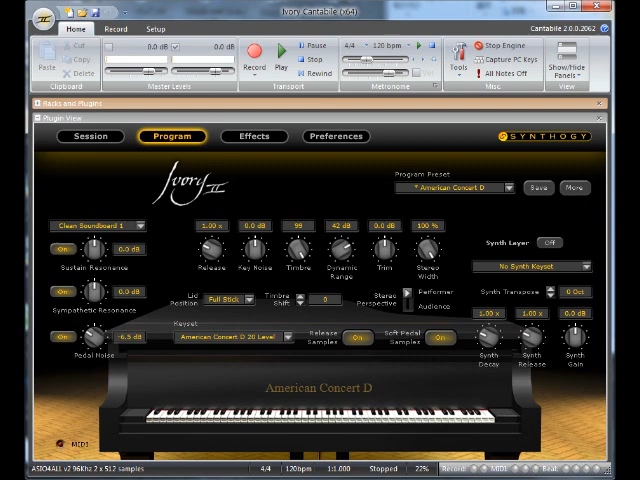 Ivory Cantabile (x64)
Home Record Setup
Cantabile 2.0.0.2062
Paste Cut Copy Delete
Clipboard
0.0 dB 0.0 dB
Master Levels
Record Play Pause Stop Rewind
Transport
4/4 120 bpm
Metronome
Tools Stop Engine Capture PC Keys All Notes Off
Misc.
Show/Hide Panels
View
Racks and Plugins
Plugin View
Session Program Effects Preferences
SYNTHOGY
Ivory II
Program Preset
* American Concert D Save More
Clean Soundboard 1
1.00 x 0.0 dB 99 42 dB 0.0 dB 100 %
On 0.0 dB
Sustain Resonance
Release Key Noise Timbre Dynamic Range Trim Stereo Width
Synth Layer Off
No Synth Keyset
On 0.0 dB
Sympathetic Resonance
Lid Position Full Stick Timbre Shift 0 Stereo Perspective Performer Audience
Synth Transpose 0 Oct
1.00 x 1.00 x 0.0 dB
Keyset
On -6.5 dB
Pedal Noise
American Concert D 20 Level
Release Samples On Soft Pedal Samples On
Synth Decay Synth Release Synth Gain
American Concert D
MIDI
ASIO4ALL v2 96Khz 2 x 512 samples 4/4 120bpm 1:1.000 Stopped 22% Record: MIDI: Beat: